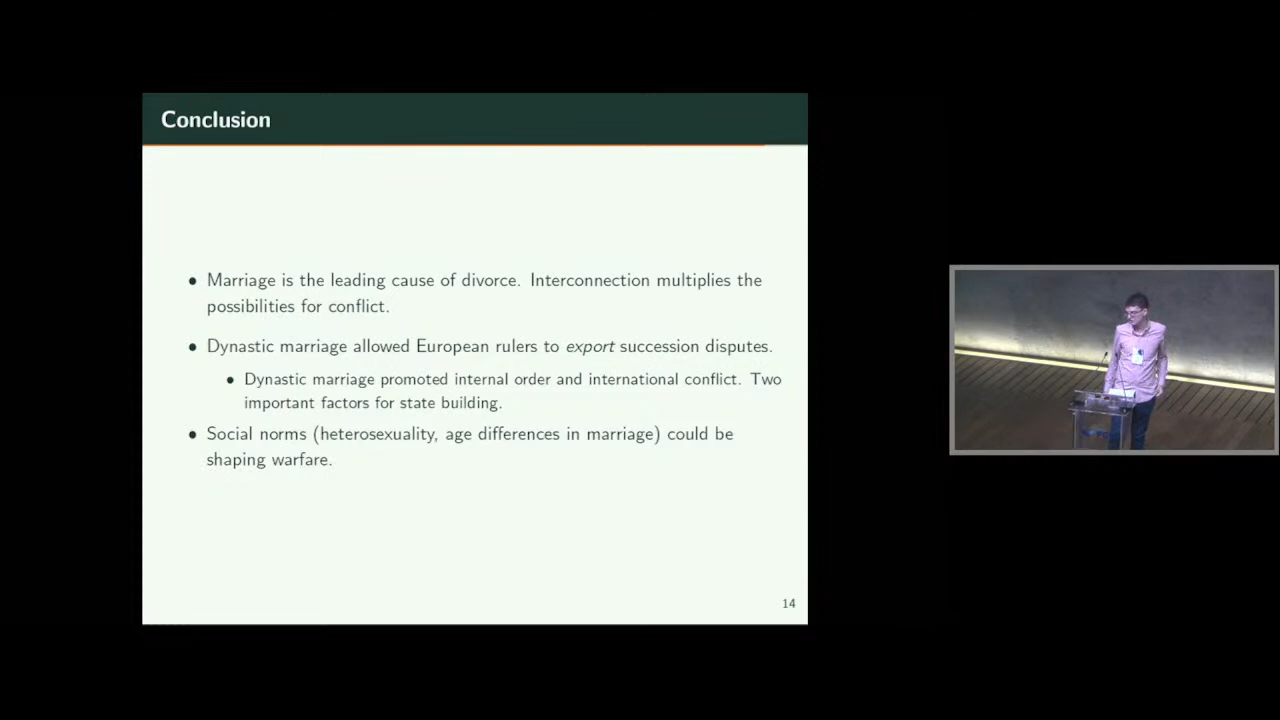 Conclusion
• Marriage is the leading cause of divorce. Interconnection multiplies the
possibilities for conflict.
• Dynastic marriage allowed European rulers to export succession disputes.
• Dynastic marriage promoted internal order and international conflict. Two
important factors for state building.
• Social norms (heterosexuality, age differences in marriage) could be
shaping warfare.
14